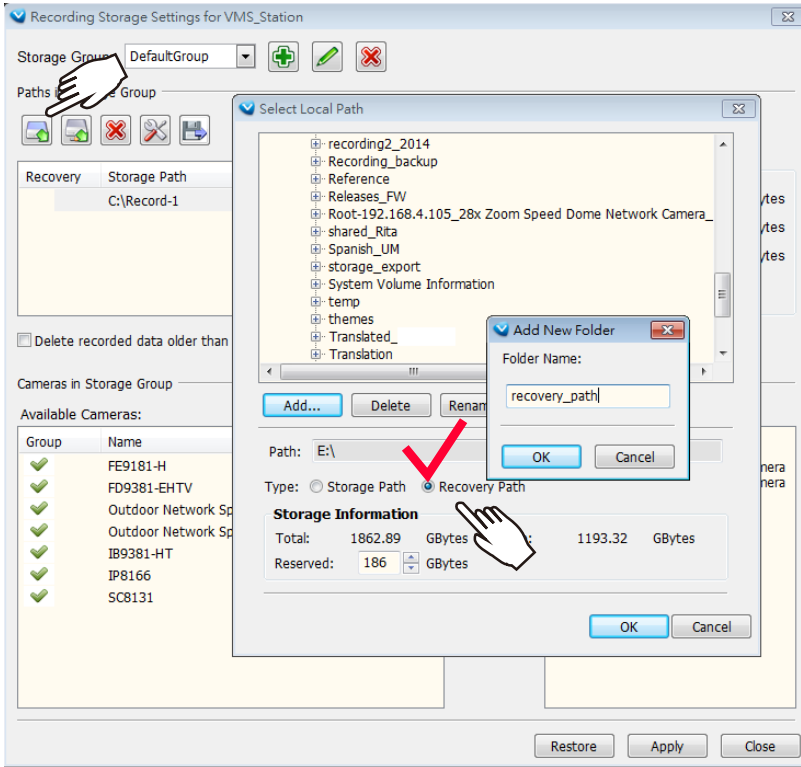 Recording Storage Settings for VMS_Station
Storage Grou
DefaultGroup
Paths i
e Group
Recovery
Storage Path
C:\Record-1
Delete recorded data older than
Cameras in Storage Group
Available Cameras:
Group
Name
FE9181-H
FD9381-EHTV
Outdoor Network Sp
Outdoor Network Sp
IB9381-HT
IP8166
SC8131
Select Local Path
recording2_2014
Recording_backup
Reference
Releases_FW
Root-192.168.4.105_28x Zoom Speed Dome Network Camera_
shared_Rita
Spanish_UM
storage_export
System Volume Information
temp
themes
Translated_
Translation
Add...
Delete
Renam
Path:
E:\
Type:
Storage Path
Recovery Path
Storage Information
Total:
1862.89
GBytes
1193.32
GBytes
Reserved:
186
GBytes
OK
Cancel
Add New Folder
Folder Name:
recovery_path
OK
Cancel
ytes
ytes
ytes
mera
mera
Restore
Apply
Close